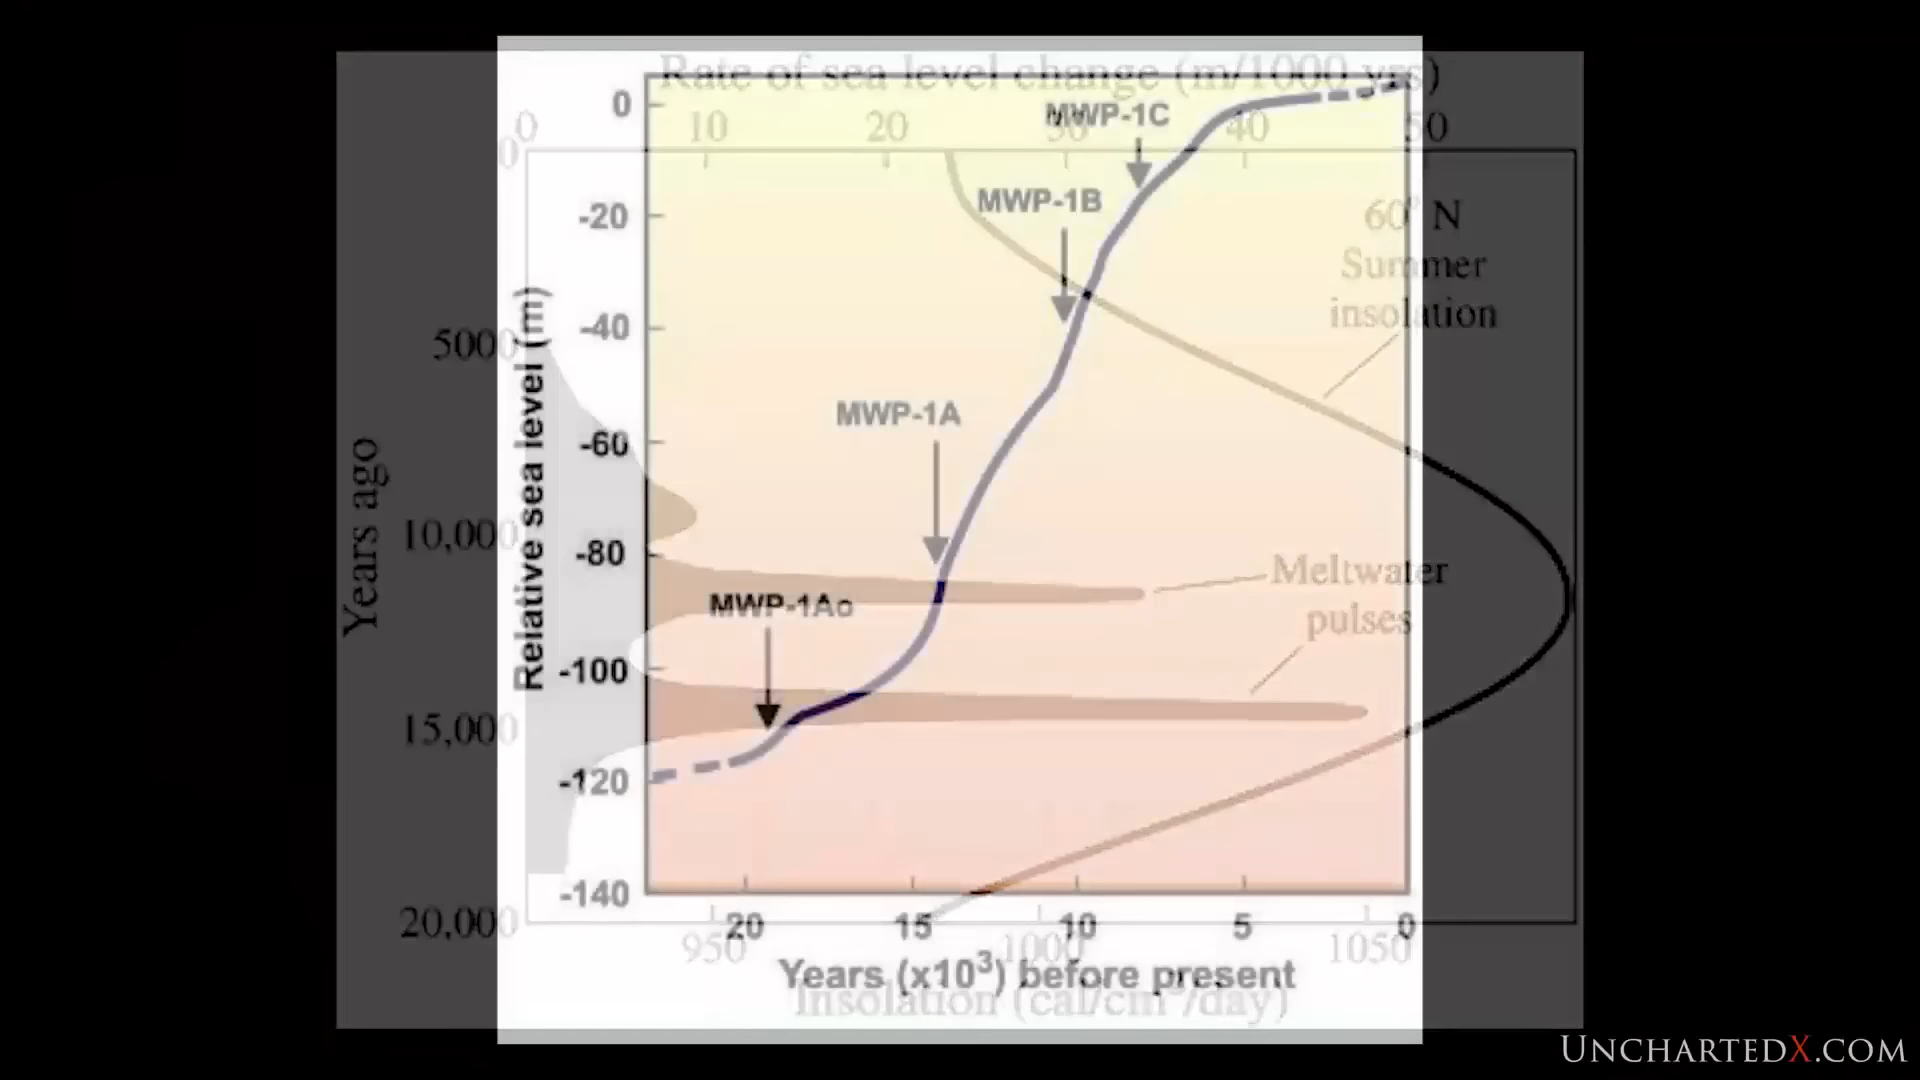 Rate of sea level change (m/1000 yrs)
0 10 20 30 40 50
0
5000
10,000
15,000
20,000
Years ago
60° N
Summer
insolation
Meltwater
pulses
950 1000 1050
Insolation (cal/cm²/day)
Relative sea level (m)
0
-20
-40
-60
-80
-100
-120
-140
MWP-1C
MWP-1B
MWP-1A
MWP-1Ao
20 15 10 5 0
Years (x10³) before present
UNCHARTEDX.COM